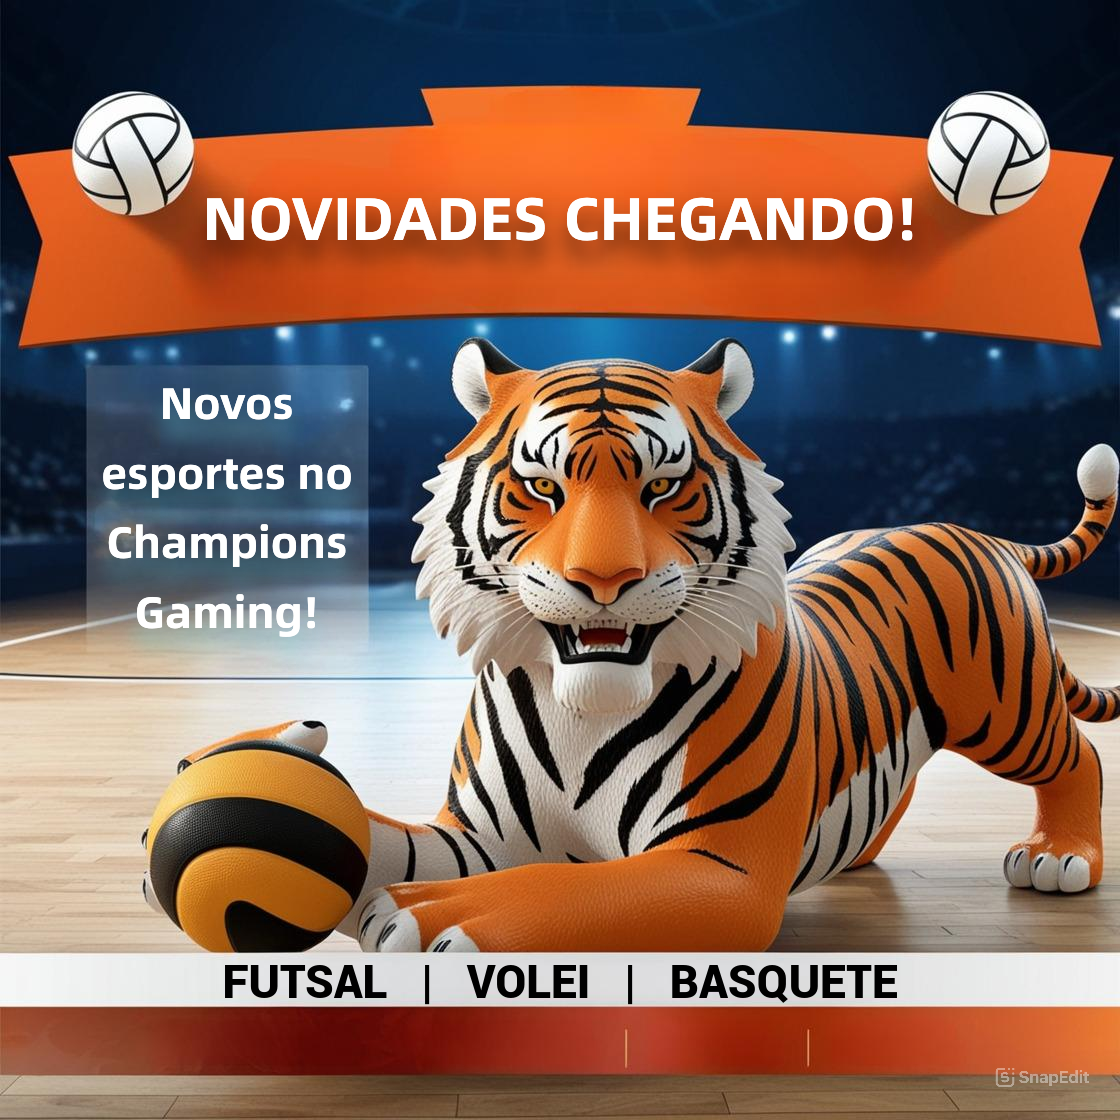 NOVIDADES CHEGANDO!
Novos
esportes no
Champions
Gaming!
FUTSAL | VOLEI | BASQUETE
SnapEdit